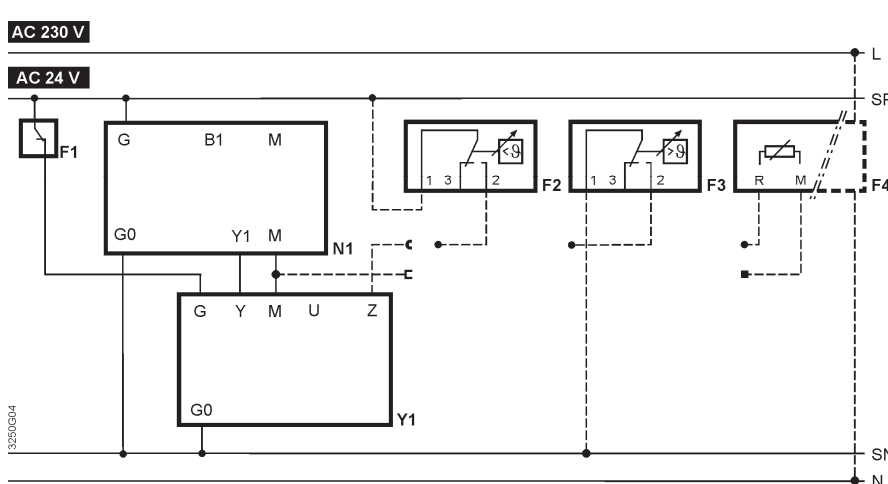 AC 230 V
L
AC 24 V
SP
F1
G B1 M
G0 Y1 M
N1
<ϑ
1 3 2
F2
>ϑ
1 3 2
F3
R M
F4
G Y M U Z
G0
Y1
3250G04
SN
N